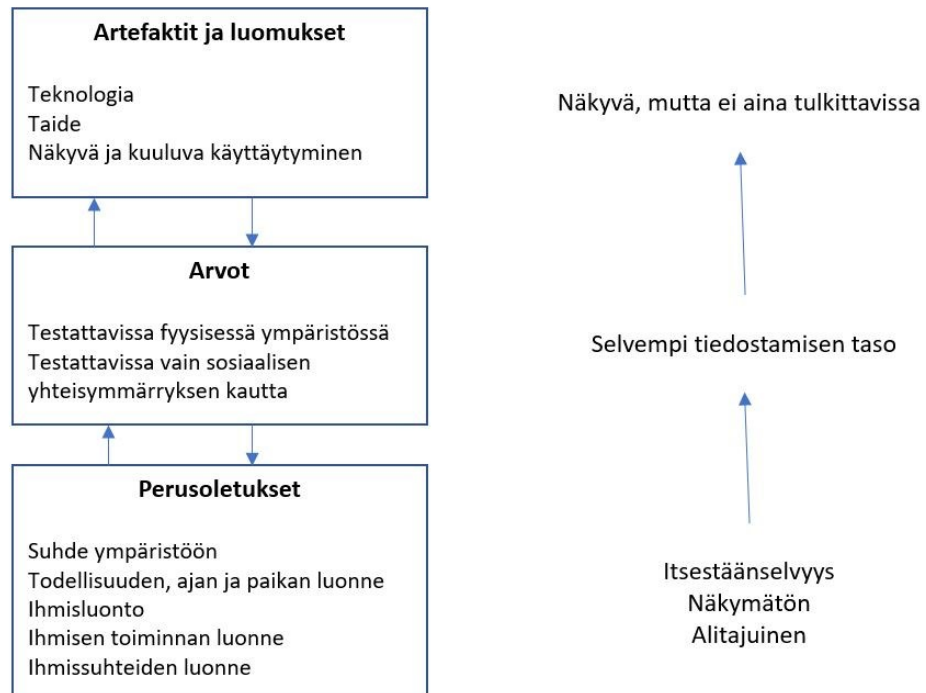 Artefaktit ja luomukset
Teknologia
Taide
Näkyvä ja kuuluva käyttäytyminen
Näkyvä, mutta ei aina tulkittavissa
Arvot
Testattavissa fyysisessä ympäristössä
Testattavissa vain sosiaalisen
yhteisymmärryksen kautta
Selvempi tiedostamisen taso
Perusoletukset
Suhde ympäristöön
Todellisuuden, ajan ja paikan luonne
Ihmisluonto
Ihmisen toiminnan luonne
Ihmissuhteiden luonne
Itsestäänselvyys
Näkymätön
Alitajuinen